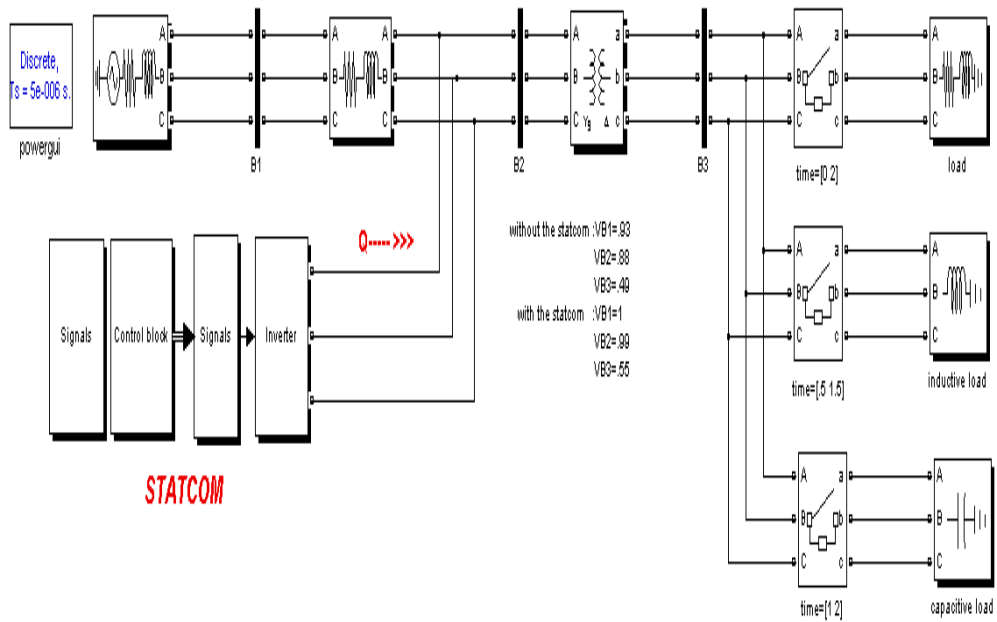 Discrete,
Ts = 5e-006 s.
powergui
A
B
C
B1
A
B
C
A
B
C
B2
A
B
C
a
b
c
Yg
Δ
B3
A
B
C
a
b
c
time=[0 2]
A
B
C
load
Q----->>>
without the statcom :VB1=.93
VB2=.88
VB3=.49
with the statcom :VB1=1
VB2=.99
VB3=.55
Signals
Control block
Signals
Inverter
STATCOM
A
B
C
a
b
c
time=[.5 1.5]
A
B
C
inductive load
A
B
C
a
b
c
time=[1 2]
A
B
C
capacitive load